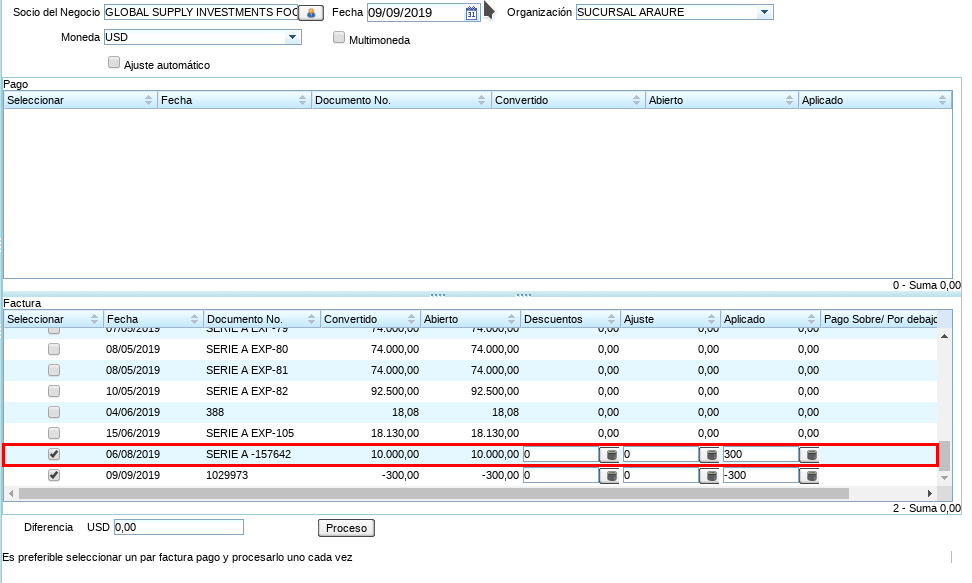 Socio del Negocio GLOBAL SUPPLY INVESTMENTS FOO Fecha 09/09/2019 31 Organización SUCURSAL ARAURE
Moneda USD Multimoneda
Ajuste automático
Pago
Seleccionar Fecha Documento No. Convertido Abierto Aplicado
0 - Suma 0,00
Factura
Seleccionar Fecha Documento No. Convertido Abierto Descuentos Ajuste Aplicado Pago Sobre/ Por debajo
07/05/2019 SERIE A EXP-79 74.000,00 74.000,00 0,00 0,00 0,00
08/05/2019 SERIE A EXP-80 74.000,00 74.000,00 0,00 0,00 0,00
08/05/2019 SERIE A EXP-81 74.000,00 74.000,00 0,00 0,00 0,00
10/05/2019 SERIE A EXP-82 92.500,00 92.500,00 0,00 0,00 0,00
04/06/2019 388 18,08 18,08 0,00 0,00 0,00
15/06/2019 SERIE A EXP-105 18.130,00 18.130,00 0,00 0,00 0,00
06/08/2019 SERIE A -157642 10.000,00 10.000,00 0 0 300
09/09/2019 1029973 -300,00 -300,00 0 0 -300
2 - Suma 0,00
Diferencia USD 0,00 Proceso
Es preferible seleccionar un par factura pago y procesarlo uno cada vez